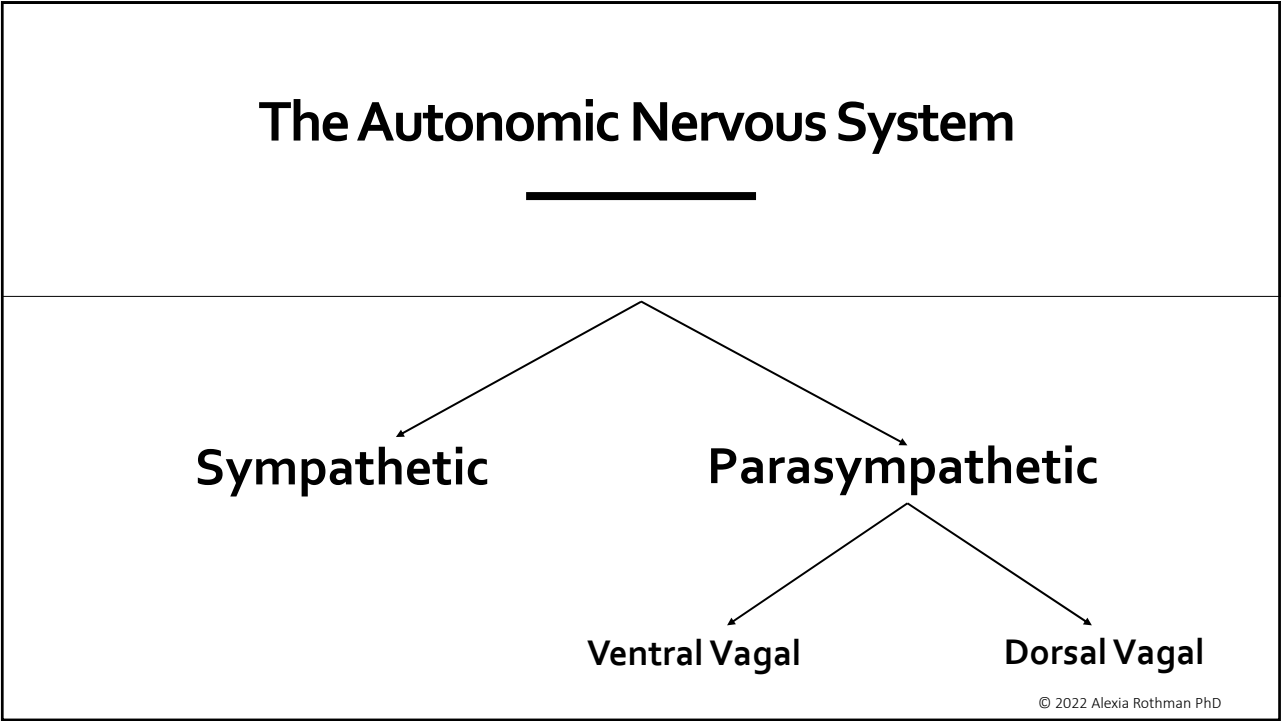 The Autonomic Nervous System
Sympathetic
Parasympathetic
Ventral Vagal
Dorsal Vagal
© 2022 Alexia Rothman PhD